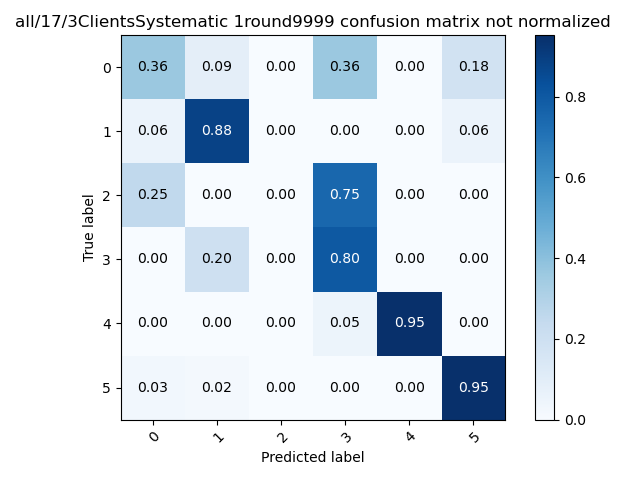 all/17/3ClientsSystematic 1round9999 confusion matrix not normalized
0 0.36 0.09 0.00 0.36 0.00 0.18
1 0.06 0.88 0.00 0.00 0.00 0.06
2 0.25 0.00 0.00 0.75 0.00 0.00
3 0.00 0.20 0.00 0.80 0.00 0.00
4 0.00 0.00 0.00 0.05 0.95 0.00
5 0.03 0.02 0.00 0.00 0.00 0.95
0 1 2 3 4 5
True label
Predicted label
0.8
0.6
0.4
0.2
0.0